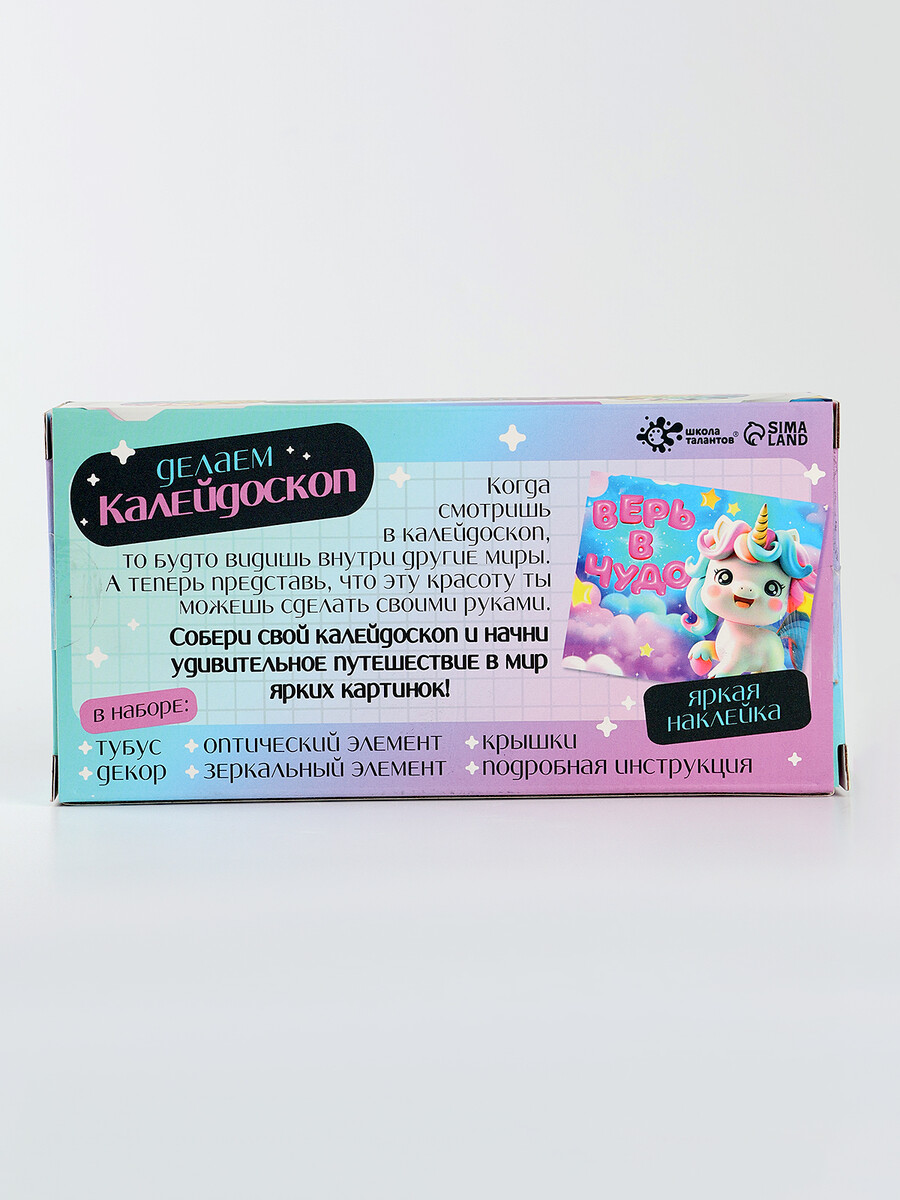 делаем
Калейдоскоп
школа
талантов®
SIMA
LAND
Когда
смотришь
в калейдоскоп,
то будто видишь внутри другие миры.
А теперь представь, что эту красоту ты
можешь сделать своими руками.
Собери свой калейдоскоп и начни
удивительное путешествие в мир
ярких картинок!
ВЕРЬ
В
ЧУДО
яркая
наклейка
в наборе:
тубус оптический элемент крышки
декор зеркальный элемент подробная инструкция